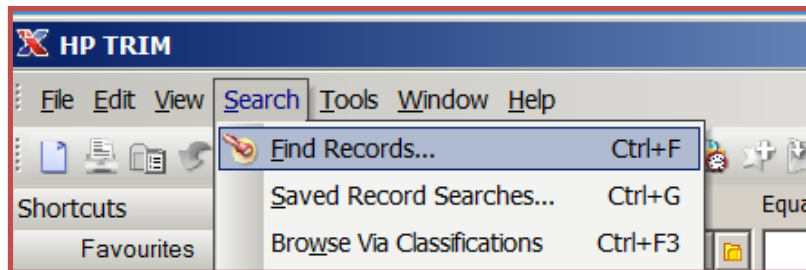 HP TRIM
File Edit View Search Tools Window Help
Find Records... Ctrl+F
Saved Record Searches... Ctrl+G
Shortcuts
Equa
Browse Via Classifications Ctrl+F3
Favourites